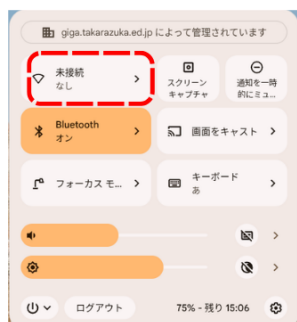 giga.takarazuka.ed.jp によって管理されています
未接続
なし
スクリーン
キャプチャ
通知を一時
的にミュ...
Bluetooth
オン
画面をキャスト
フォーカス モ...
キーボード
あ
ログアウト
75% - 残り 15:06